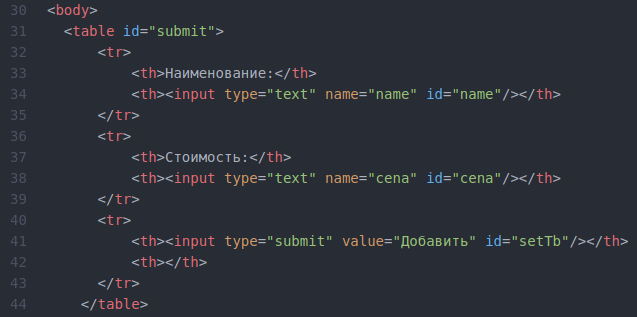 30 <body>
31 <table id="submit">
32 <tr>
33 <th>Наименование:</th>
34 <th><input type="text" name="name" id="name"/></th>
35 </tr>
36 <tr>
37 <th>Стоимость:</th>
38 <th><input type="text" name="cena" id="cena"/></th>
39 </tr>
40 <tr>
41 <th><input type="submit" value="Добавить" id="setTb"/></th>
42 <th></th>
43 </tr>
44 </table>